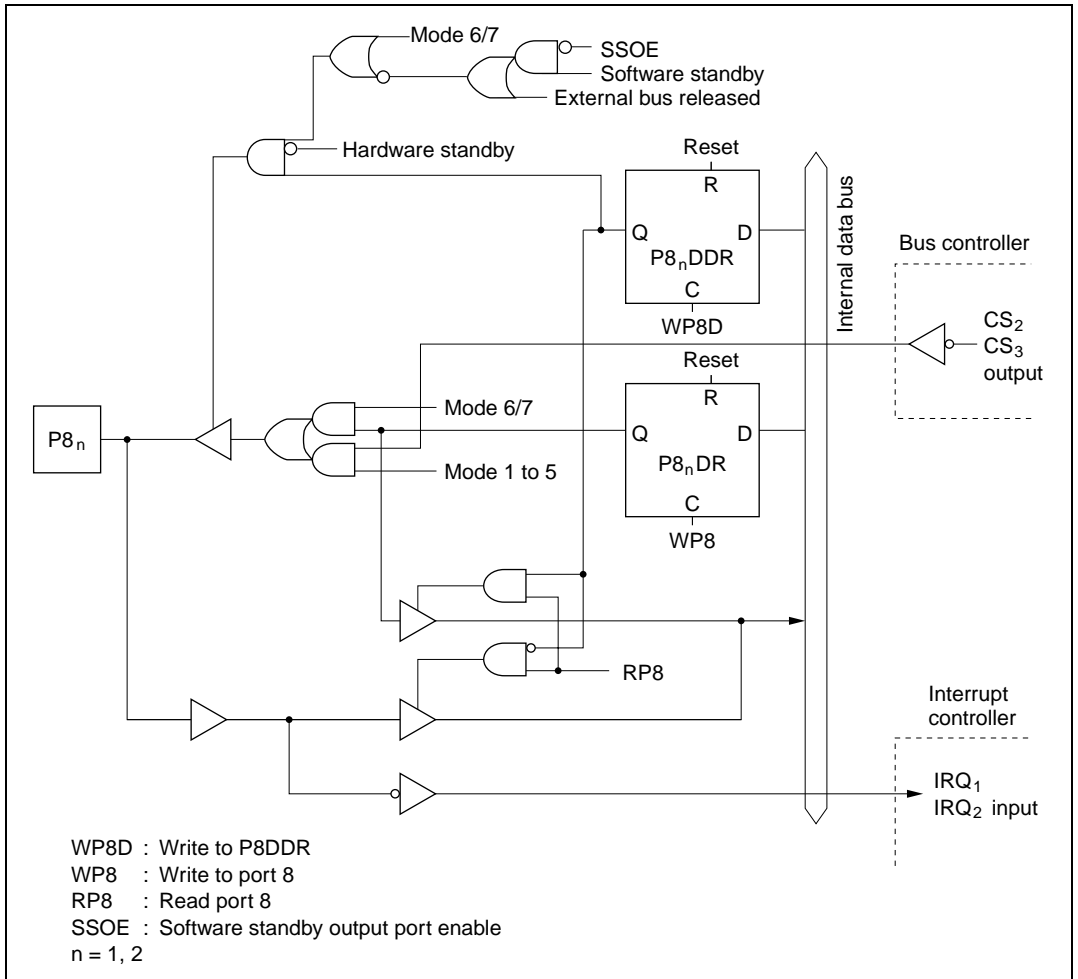 Mode 6/7
SSOE
Software standby
External bus released
Hardware standby
Reset
R
Q D
P8nDDR
C
WP8D
Internal data bus
Bus controller
CS2
CS3
output
Reset
R
Mode 6/7
Q D
P8n
P8nDR
Mode 1 to 5
C
WP8
RP8
Interrupt
controller
IRQ1
IRQ2 input
WP8D : Write to P8DDR
WP8 : Write to port 8
RP8 : Read port 8
SSOE : Software standby output port enable
n = 1, 2